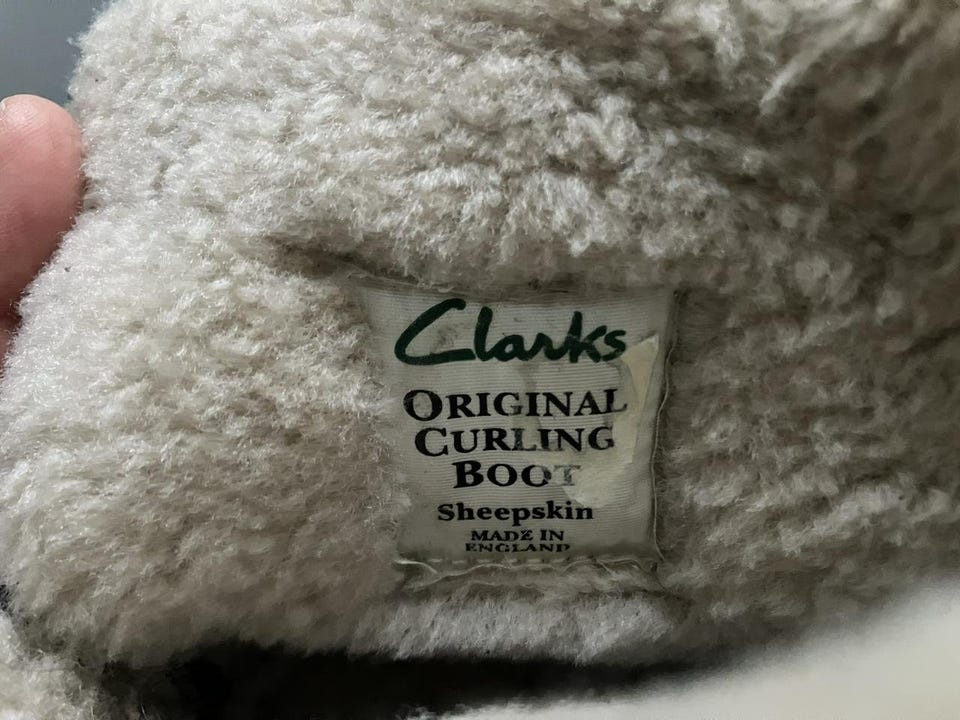 Clarks
ORIGINAL
CURLING
BOOT
Sheepskin
MADE IN
ENGLAND